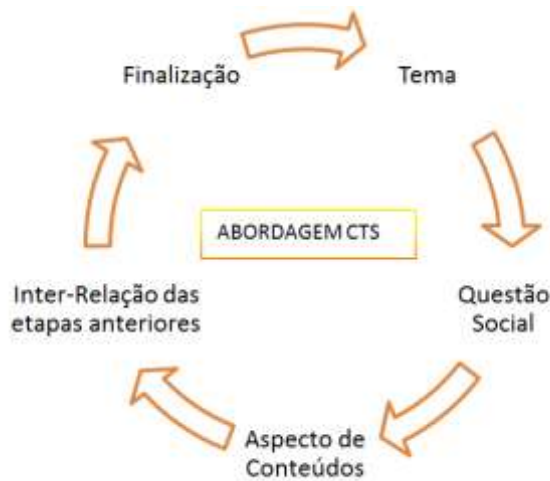 Finalização
Tema
ABORDAGEM CTS
Inter-Relação das
etapas anteriores
Questão
Social
Aspecto de
Conteúdos